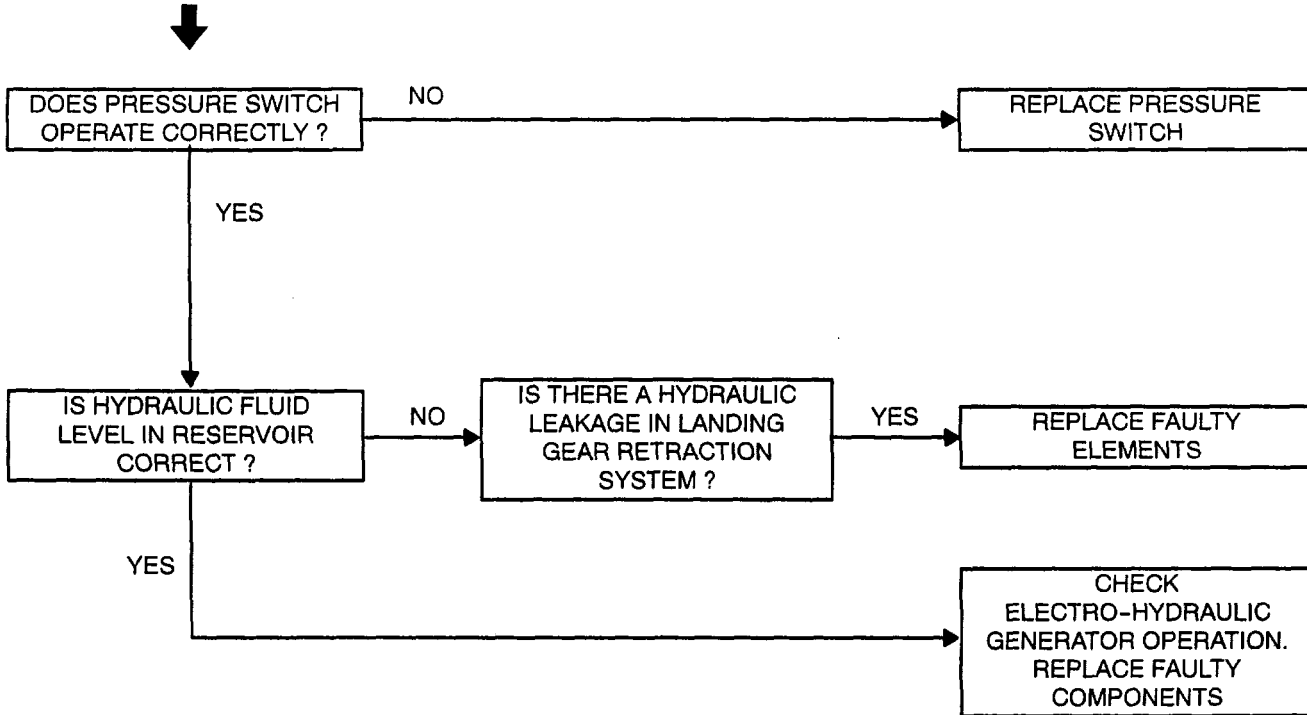 DOES PRESSURE SWITCH
OPERATE CORRECTLY ?
NO
REPLACE PRESSURE
SWITCH
YES
IS HYDRAULIC FLUID
LEVEL IN RESERVOIR
CORRECT ?
NO
IS THERE A HYDRAULIC
LEAKAGE IN LANDING
GEAR RETRACTION
SYSTEM ?
YES
REPLACE FAULTY
ELEMENTS
YES
CHECK
ELECTRO-HYDRAULIC
GENERATOR OPERATION.
REPLACE FAULTY
COMPONENTS